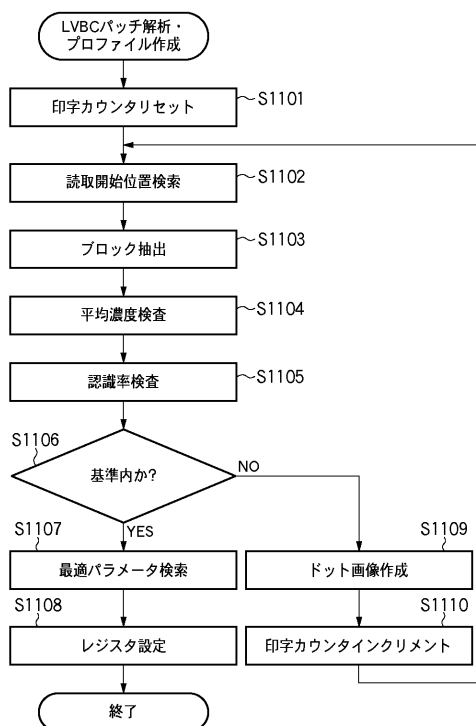 LVBCパッチ解析・
プロファイル作成
印字カウンタリセット
S1101
読取開始位置検索
S1102
ブロック抽出
S1103
平均濃度検査
S1104
認識率検査
S1105
S1106
基準内か?
NO
YES
S1107
最適パラメータ検索
S1109
ドット画像作成
S1108
レジスタ設定
S1110
印字カウンタインクリメント
終了